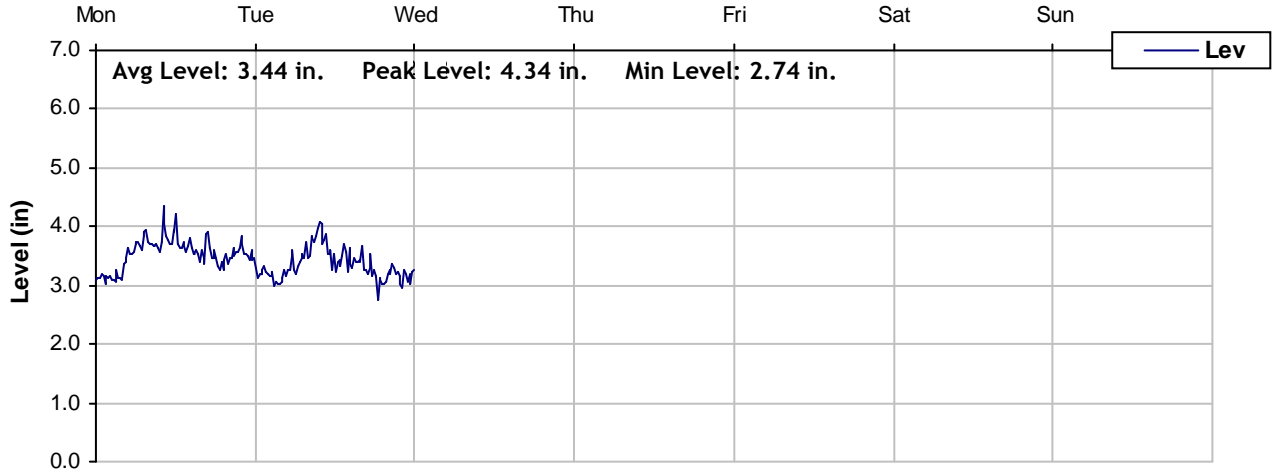 Mon Tue Wed Thu Fri Sat Sun
7.0
Lev
Avg Level: 3.44 in. Peak Level: 4.34 in. Min Level: 2.74 in.
6.0
5.0
4.0
Level (in)
3.0
2.0
1.0
0.0